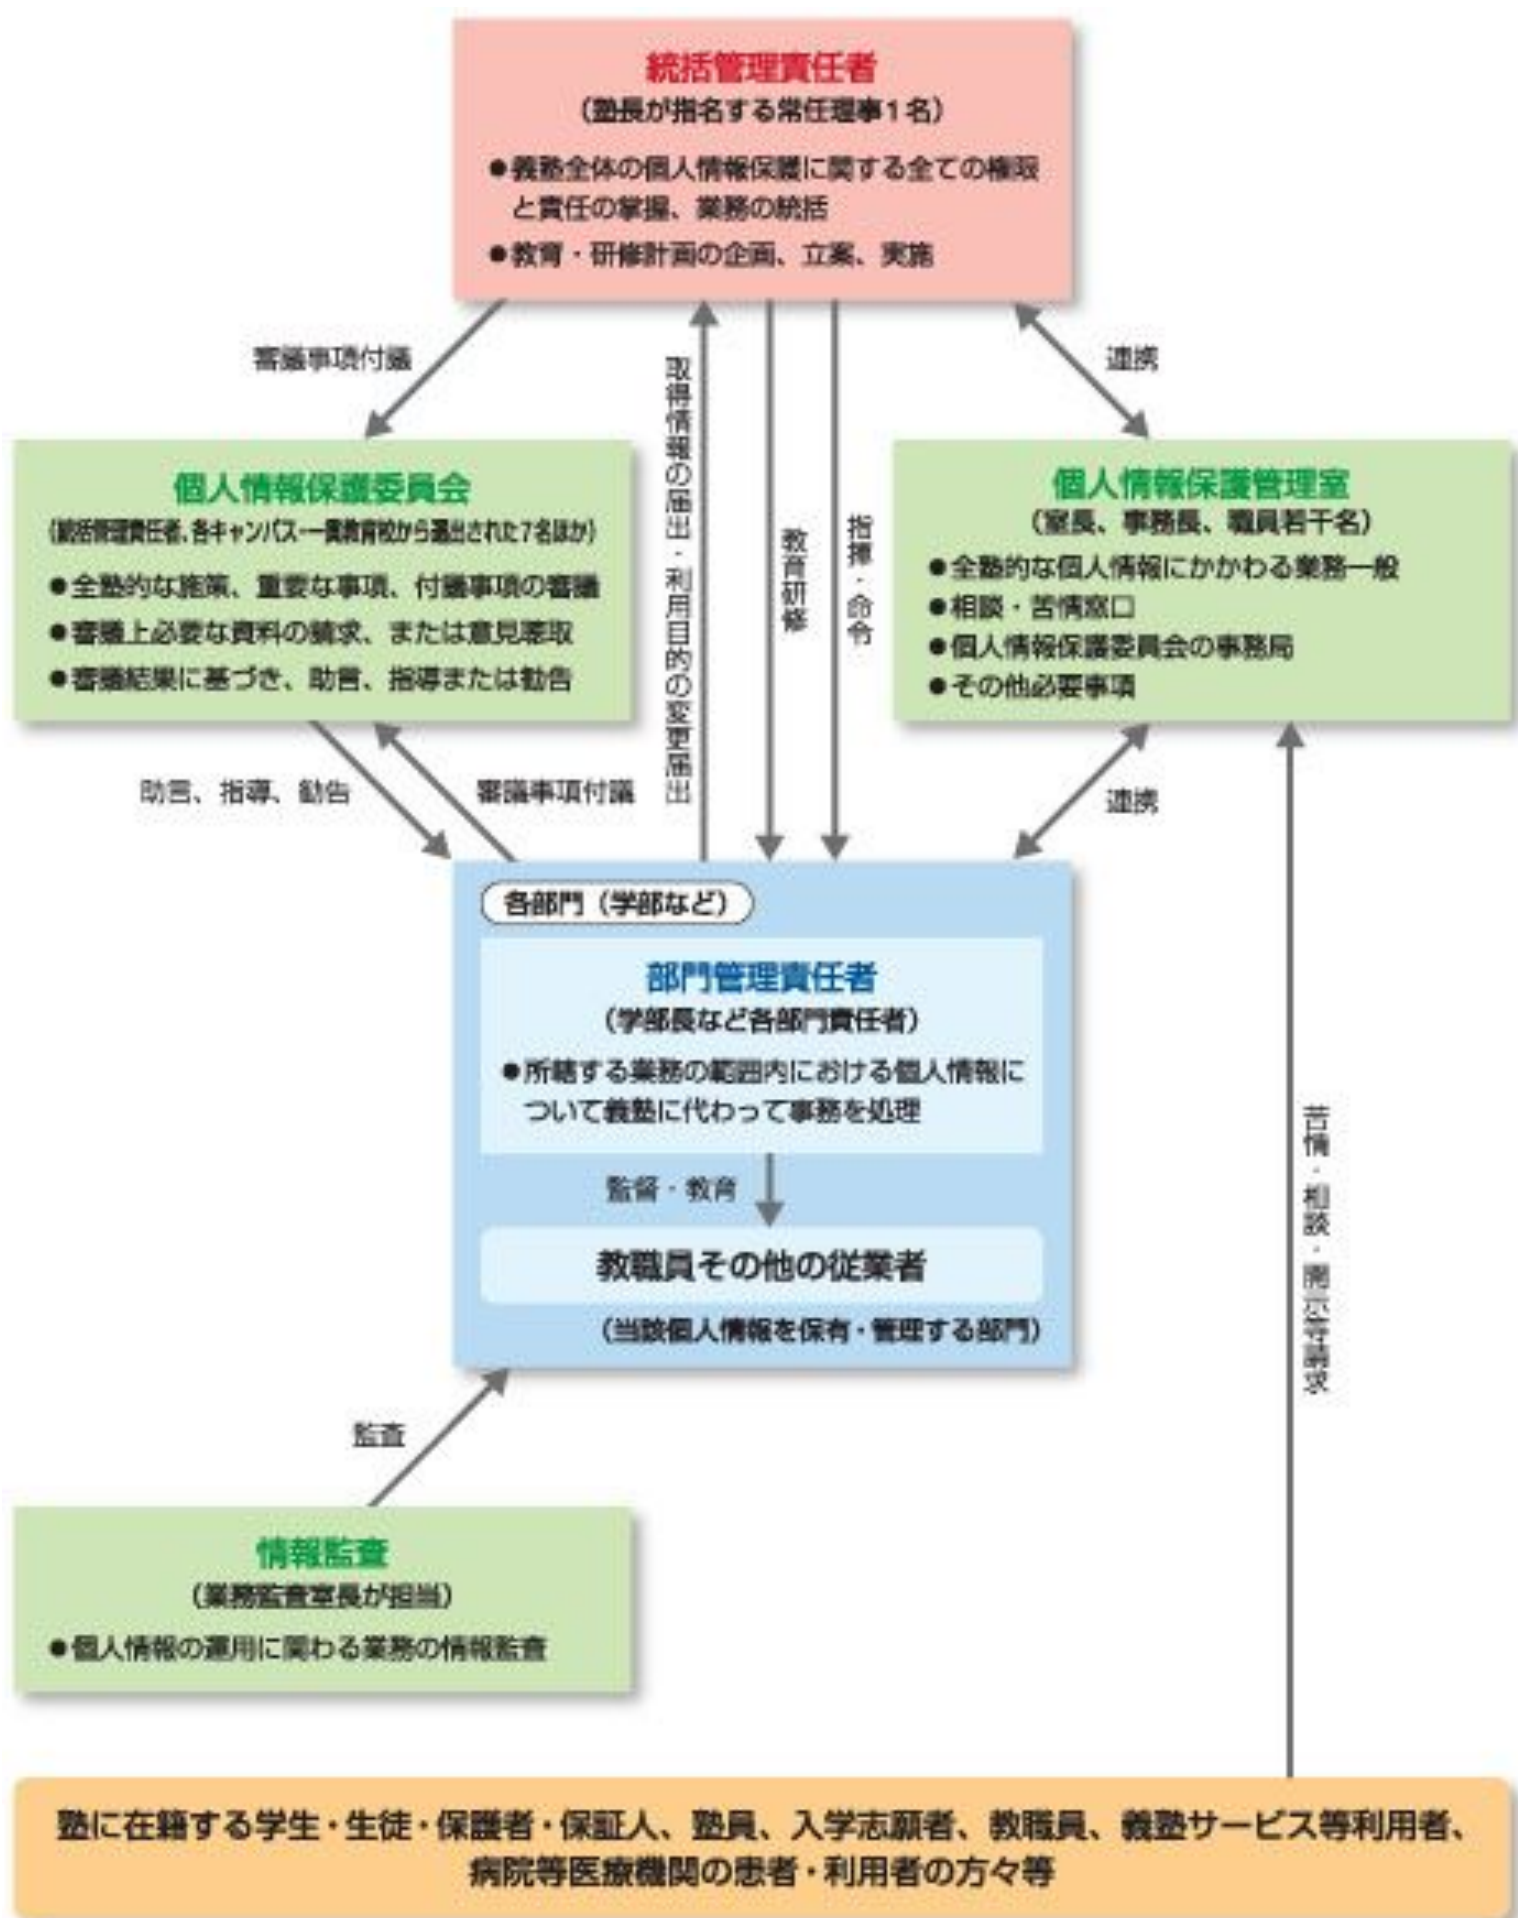 統括管理責任者
（塾長が指名する常任理事1名）
●義塾全体の個人情報保護に関する全ての権限
と責任の掌握、業務の統括
●教育・研修計画の企画、立案、実施
審議事項付議
取得情報の届出・利用目的の変更届出
教育研修
指揮・命令
連携
個人情報保護委員会
（統括管理責任者、各キャンパス・一貫教育校から選出された7名ほか）
●全塾的な施策、重要な事項、付議事項の審議
●審議上必要な資料の請求、または意見聴取
●審議結果に基づき、助言、指導または勧告
個人情報保護管理室
（室長、事務長、職員若干名）
●全塾的な個人情報にかかわる業務一般
●相談・苦情窓口
●個人情報保護委員会の事務局
●その他必要事項
助言、指導、勧告
審議事項付議
連携
各部門（学部など）
部門管理責任者
（学部長など各部門責任者）
●所轄する業務の範囲内における個人情報に
ついて義塾に代わって事務を処理
監督・教育
教職員その他の従業者
（当該個人情報を保有・管理する部門）
苦情・相談・開示等請求
監査
情報監査
（業務監査室長が担当）
●個人情報の運用に関わる業務の情報監査
塾に在籍する学生・生徒・保護者・保証人、塾員、入学志願者、教職員、義塾サービス等利用者、
病院等医療機関の患者・利用者の方々等